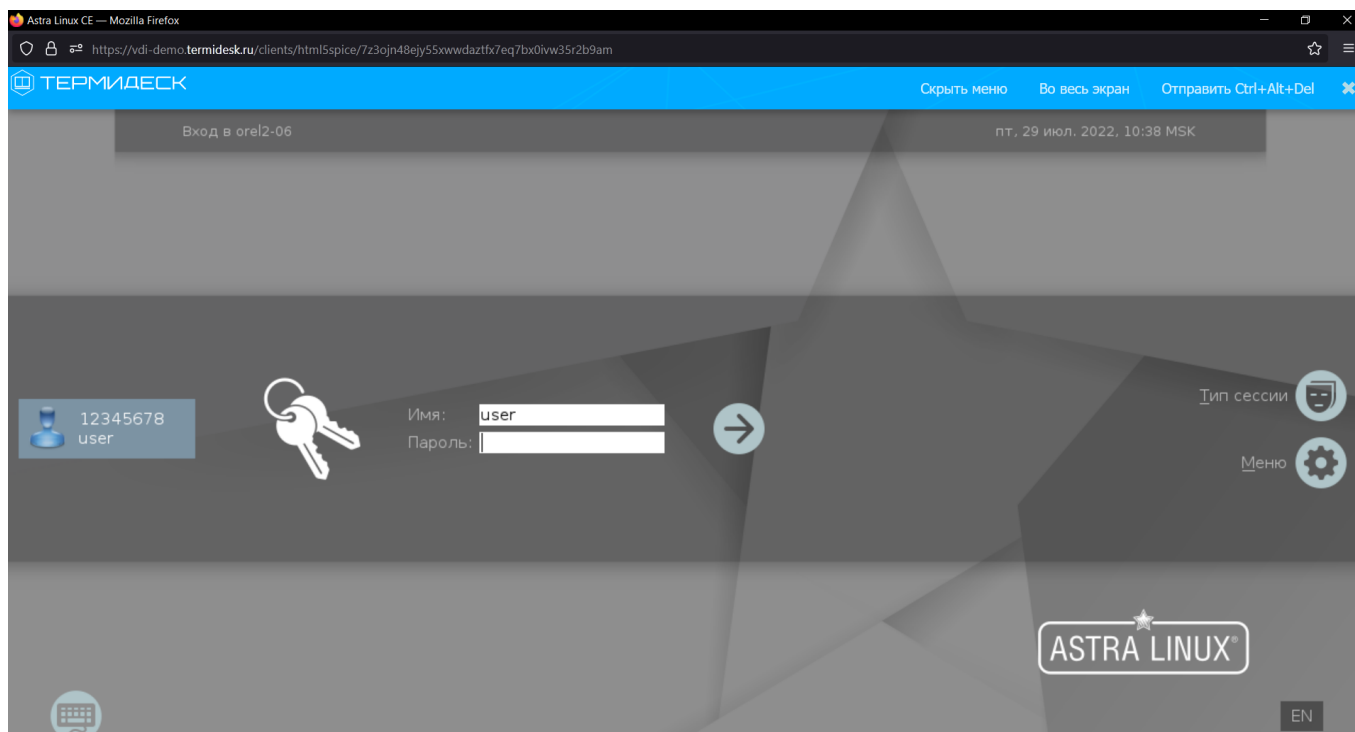 Astra Linux CE — Mozilla Firefox
https://vdi-demo.termidesk.ru/clients/html5spice/7z3ojn48ejy55xwwdaztfx7eq7bx0ivw35r2b9am
ТЕРМИДЕСК
Скрыть меню Во весь экран Отправить Ctrl+Alt+Del
Вход в orel2-06 пт, 29 июл. 2022, 10:38 MSK
12345678
user
Имя: user
Пароль:
Тип сессии
Меню
ASTRA LINUX®
EN